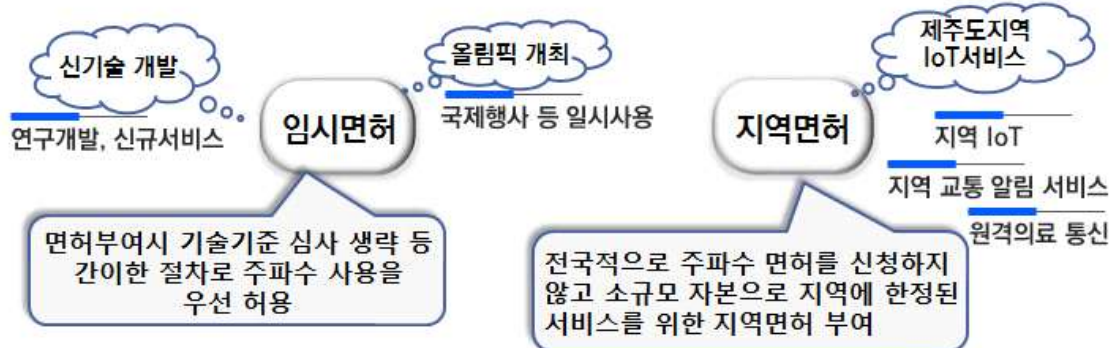 신기술 개발
연구개발, 신규서비스
임시면허
올림픽 개최
국제행사 등 일시사용
면허부여시 기술기준 심사 생략 등
간이한 절차로 주파수 사용을
우선 허용
지역면허
제주도지역
IoT서비스
지역 IoT
지역 교통 알림 서비스
원격의료 통신
전국적으로 주파수 면허를 신청하지
않고 소규모 자본으로 지역에 한정된
서비스를 위한 지역면허 부여